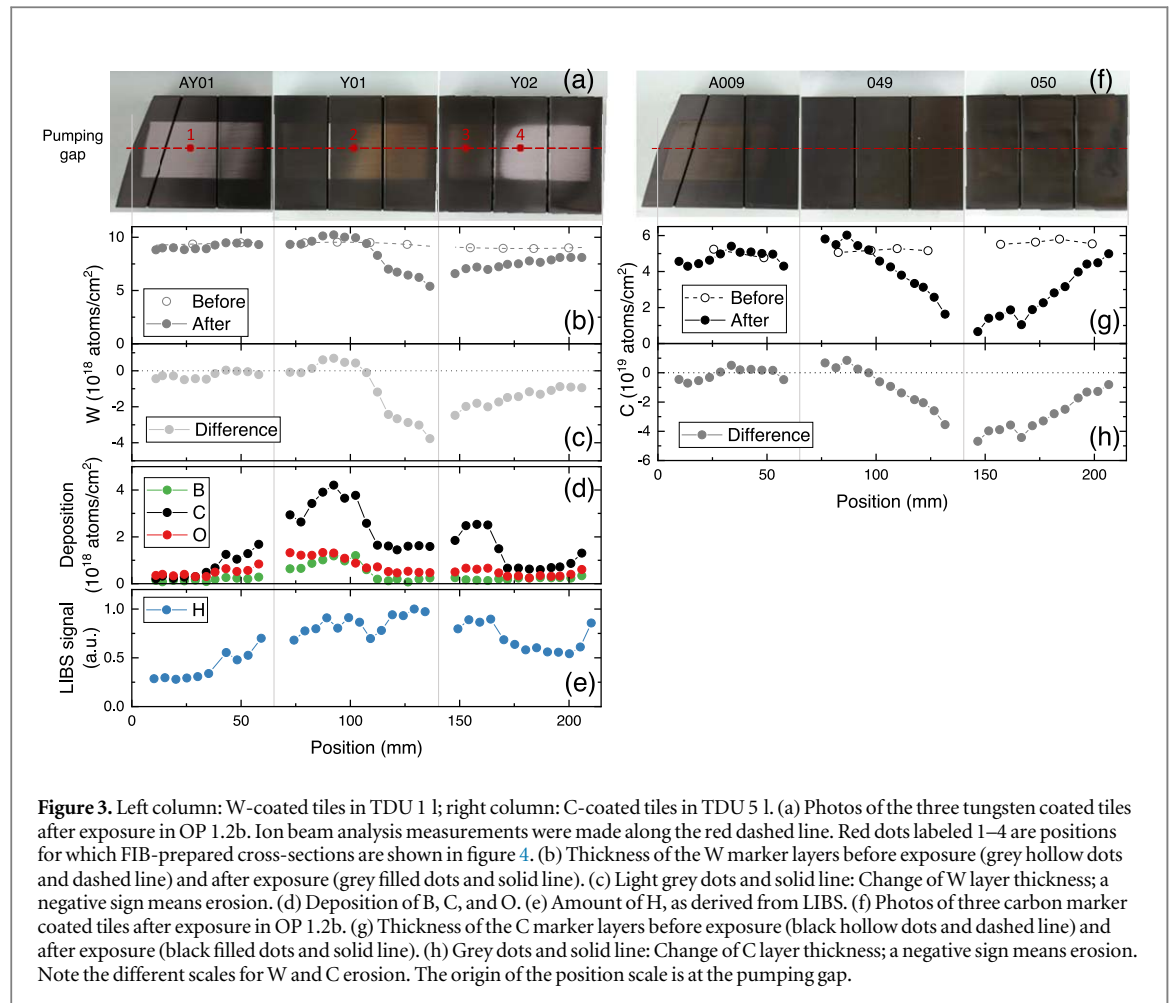 AY01 Y01 Y02 (a)
A009 049 050 (f)
Pumping
gap
1 2 3 4
W (10¹⁸ atoms/cm²)
10
5
0
Before
After
(b)
0
-2
-4
Difference
(c)
Deposition
(10¹⁸ atoms/cm²)
4
2
0
B
C
O
(d)
LIBS signal
(a.u.)
1.0
0.5
0.0
H
(e)
0 50 100 150 200
Position (mm)
C (10¹⁹ atoms/cm²)
6
4
2
0
Before
After
(g)
0
-2
-4
-6
Difference
(h)
0 50 100 150 200
Position (mm)
Figure 3. Left column: W-coated tiles in TDU 1 l; right column: C-coated tiles in TDU 5 l. (a) Photos of the three tungsten coated tiles
after exposure in OP 1.2b. Ion beam analysis measurements were made along the red dashed line. Red dots labeled 1–4 are positions
for which FIB-prepared cross-sections are shown in figure 4. (b) Thickness of the W marker layers before exposure (grey hollow dots
and dashed line) and after exposure (grey filled dots and solid line). (c) Light grey dots and solid line: Change of W layer thickness; a
negative sign means erosion. (d) Deposition of B, C, and O. (e) Amount of H, as derived from LIBS. (f) Photos of three carbon marker
coated tiles after exposure in OP 1.2b. (g) Thickness of the C marker layers before exposure (black hollow dots and dashed line) and
after exposure (black filled dots and solid line). (h) Grey dots and solid line: Change of C layer thickness; a negative sign means erosion.
Note the different scales for W and C erosion. The origin of the position scale is at the pumping gap.